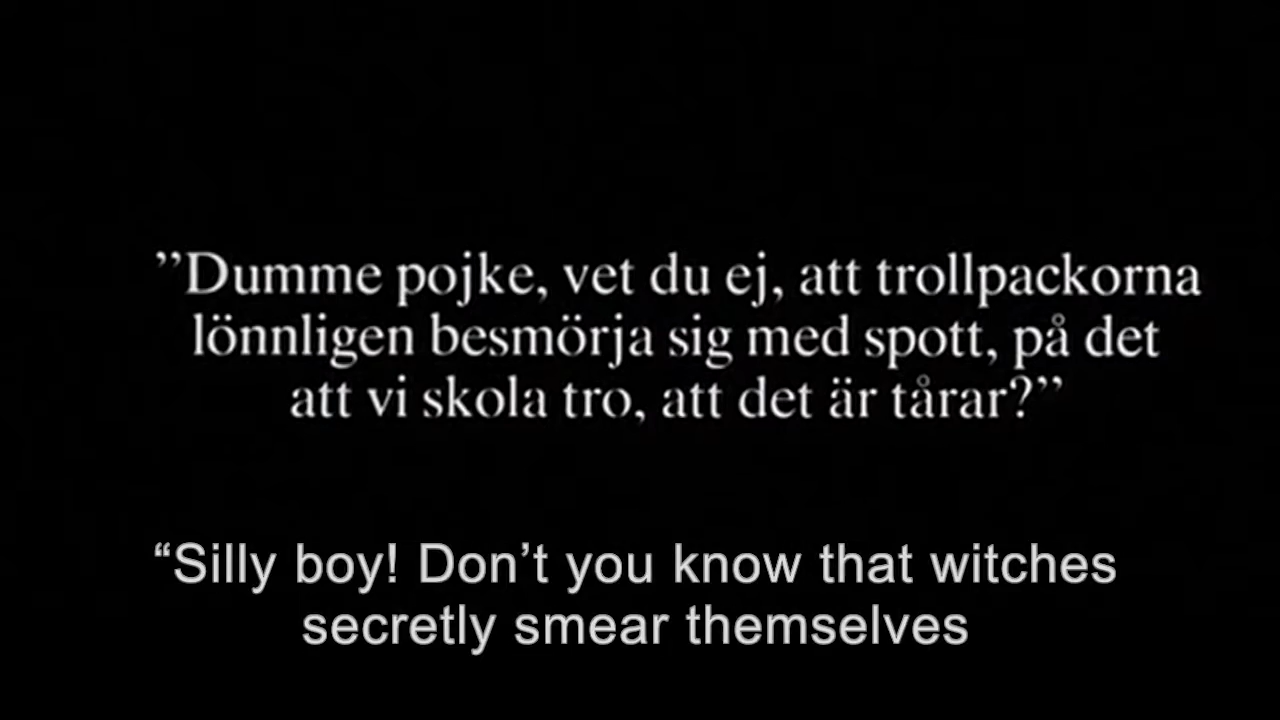 ”Dumme pojke, vet du ej, att trollpackorna
lönnligen besmörja sig med spott, på det
att vi skola tro, att det är tårar?”
“Silly boy! Don’t you know that witches
secretly smear themselves